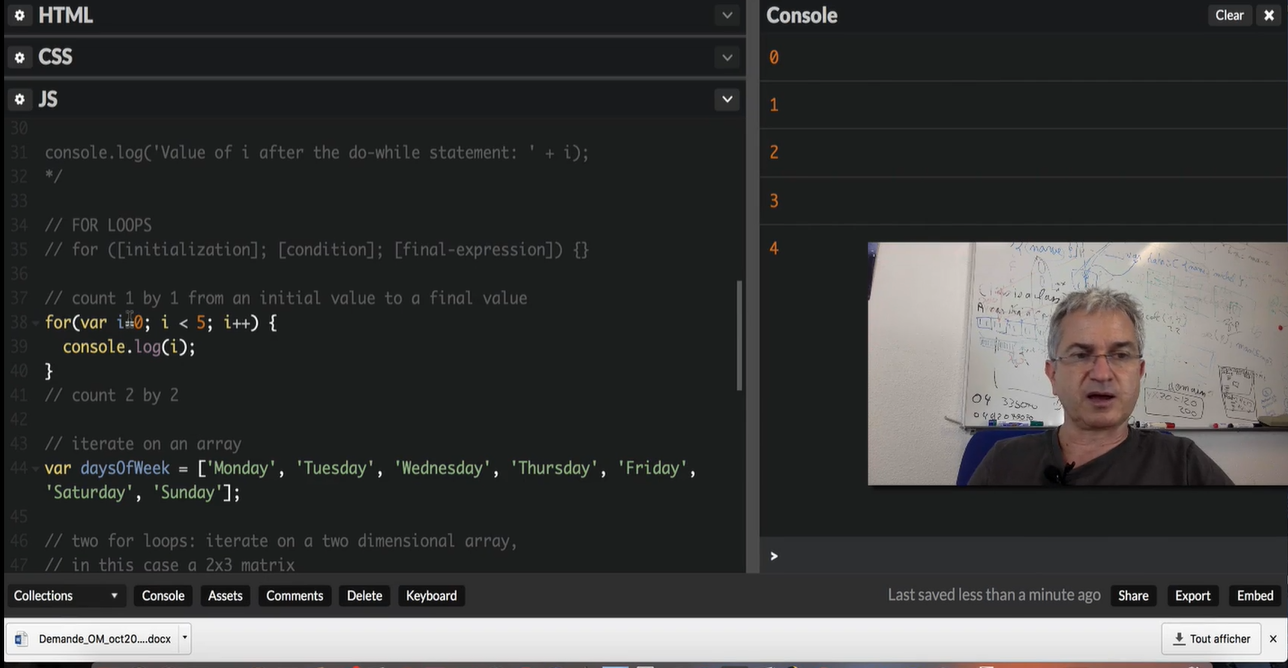 HTML
CSS
JS
30
31 console.log('Value of i after the do-while statement: ' + i);
32 */
33
34 // FOR LOOPS
35 // for ([initialization]; [condition]; [final-expression]) {}
36
37 // count 1 by 1 from an initial value to a final value
38 for(var i=0; i < 5; i++) {
39 console.log(i);
40 }
41 // count 2 by 2
42
43 // iterate on an array
44 var daysOfWeek = ['Monday', 'Tuesday', 'Wednesday', 'Thursday', 'Friday',
'Saturday', 'Sunday'];
45
46 // two for loops: iterate on a two dimensional array,
47 // in this case a 2x3 matrix
Console Clear ×
0
1
2
3
4
>
Collections Console Assets Comments Delete Keyboard Last saved less than a minute ago Share Export Embed
Demande_OM_oct20....docx Tout afficher ×